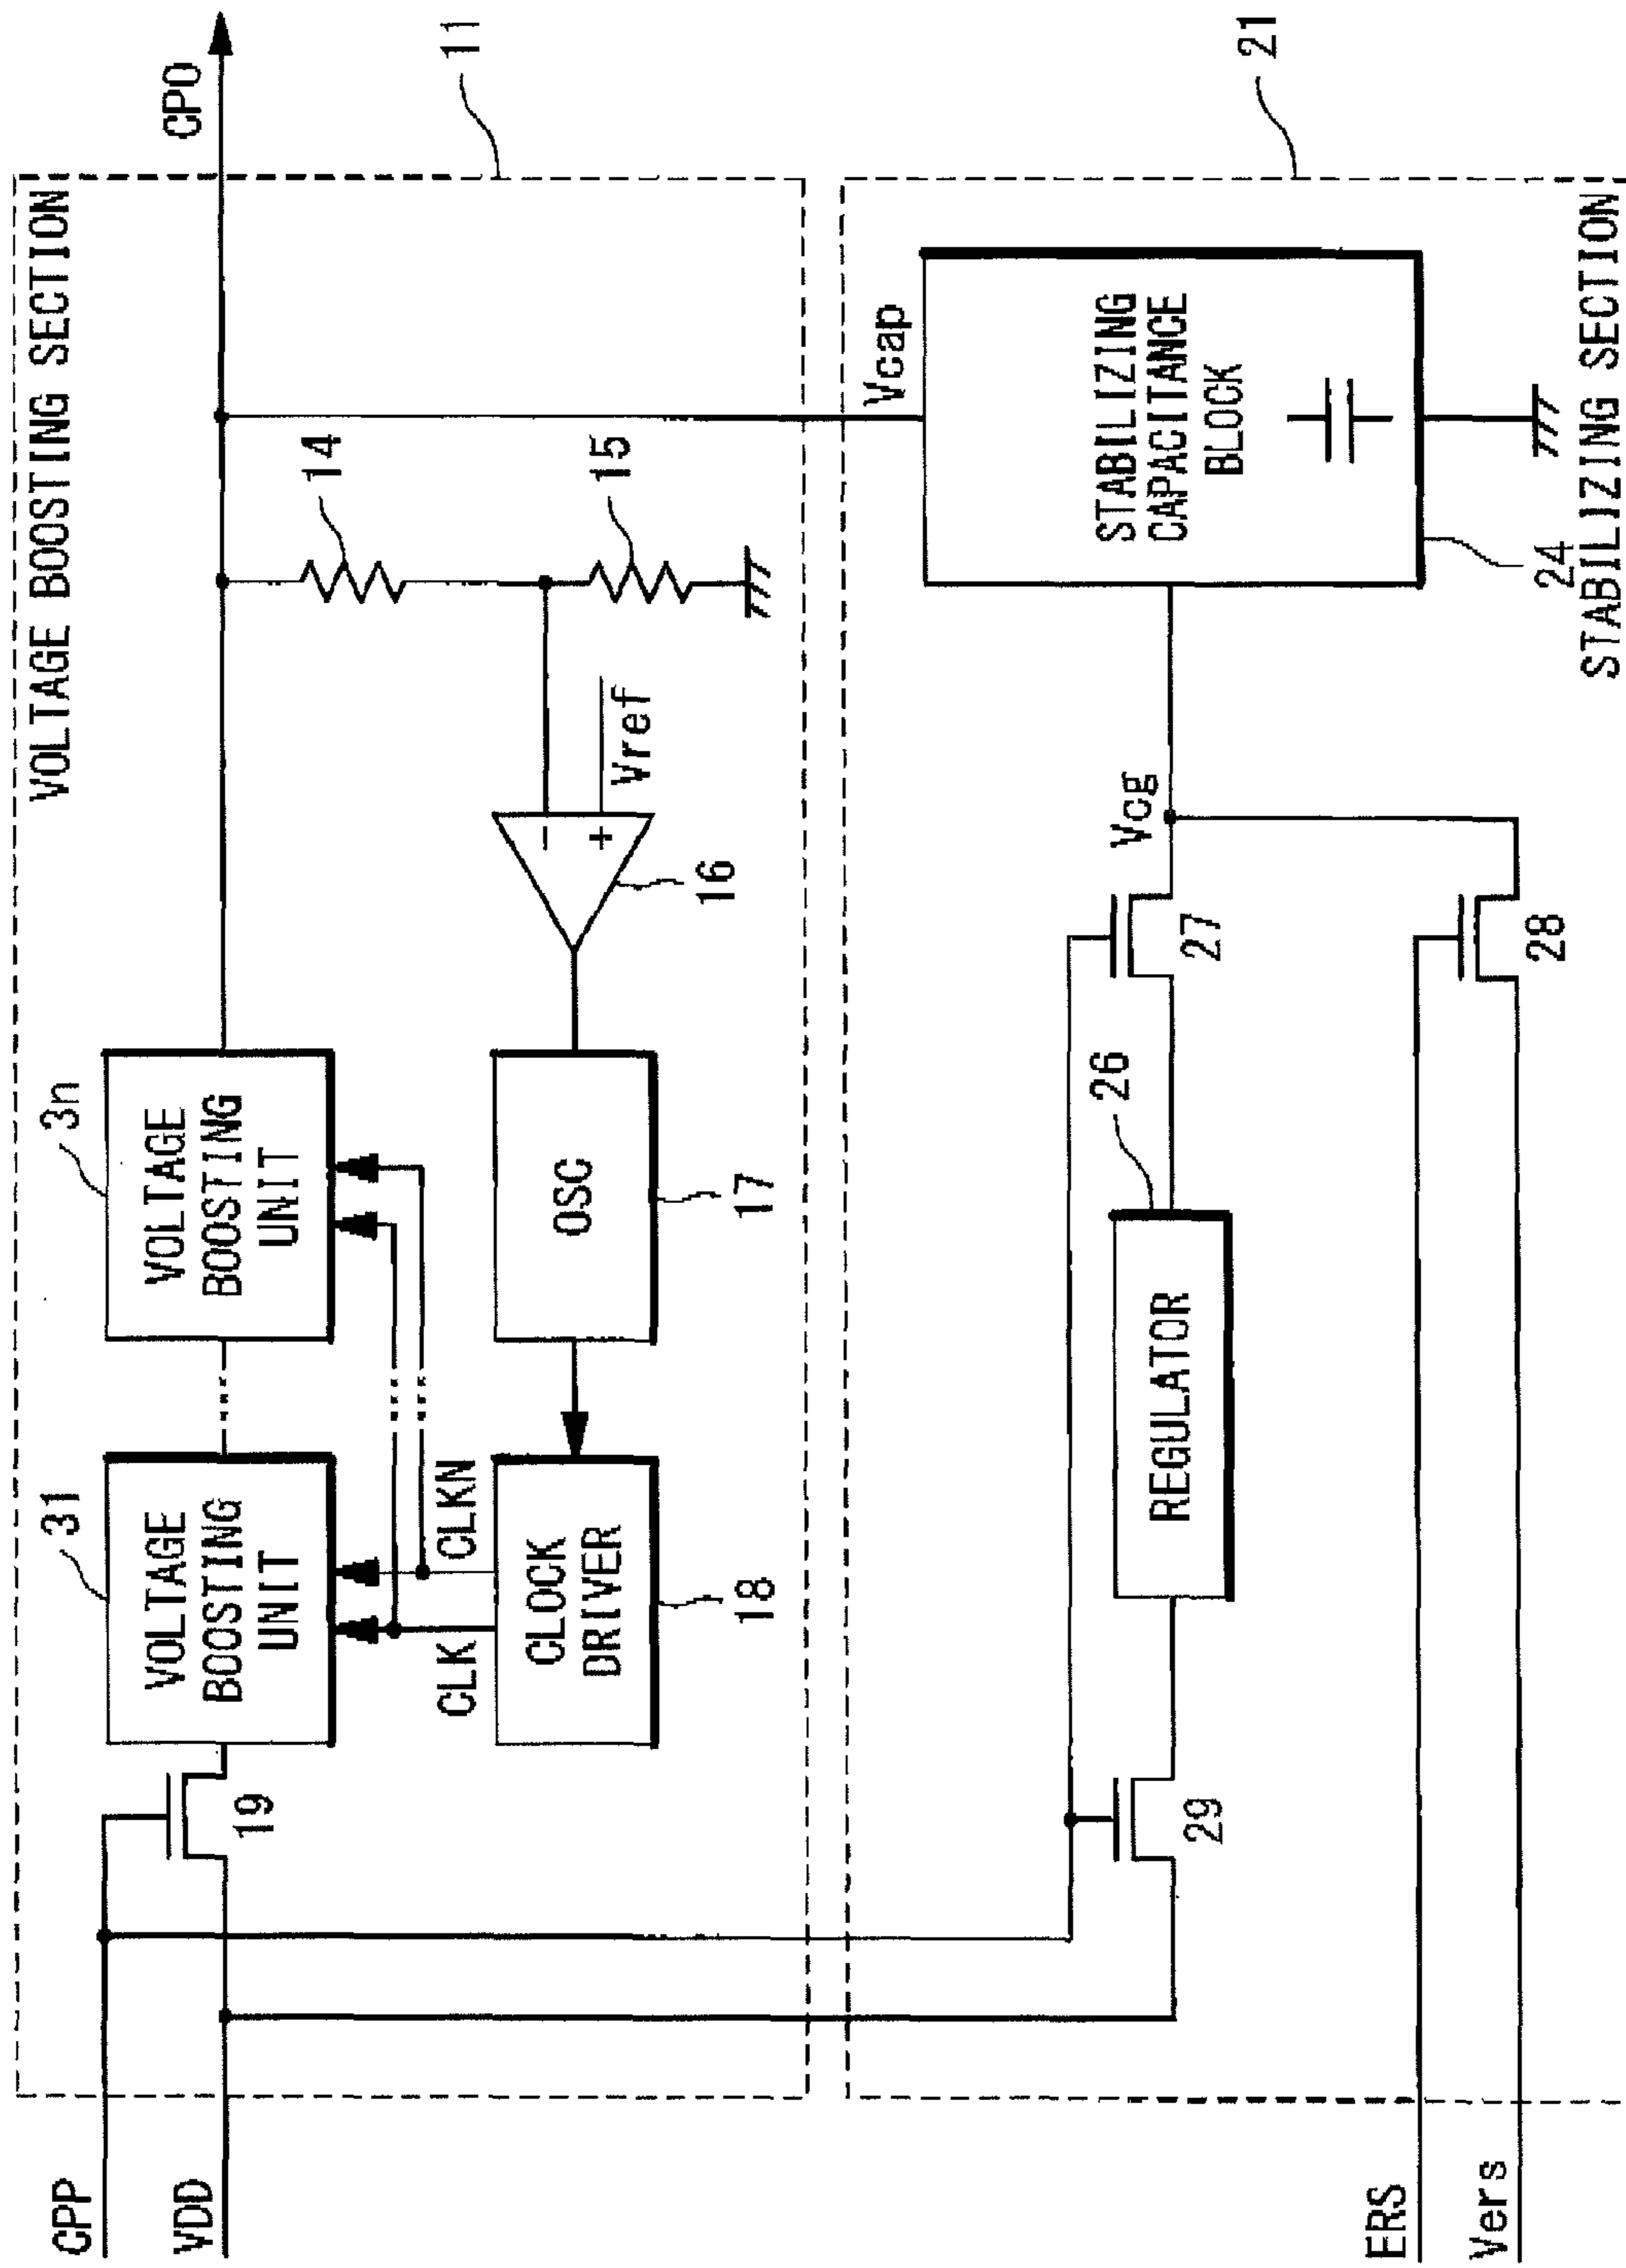 VOLTAGE BOOSTING SECTION
CPO
11
CPP
VDD
19
31
VOLTAGE
BOOSTING
UNIT
3n
VOLTAGE
BOOSTING
UNIT
14
15
CLK
CLKN
CLOCK
DRIVER
18
OSC
17
16
-
+
Vref
21
Vcap
STABILIZING
CAPACITANCE
BLOCK
24
29
REGULATOR
26
27
Vcg
28
ERS
Vers
STABILIZING SECTION